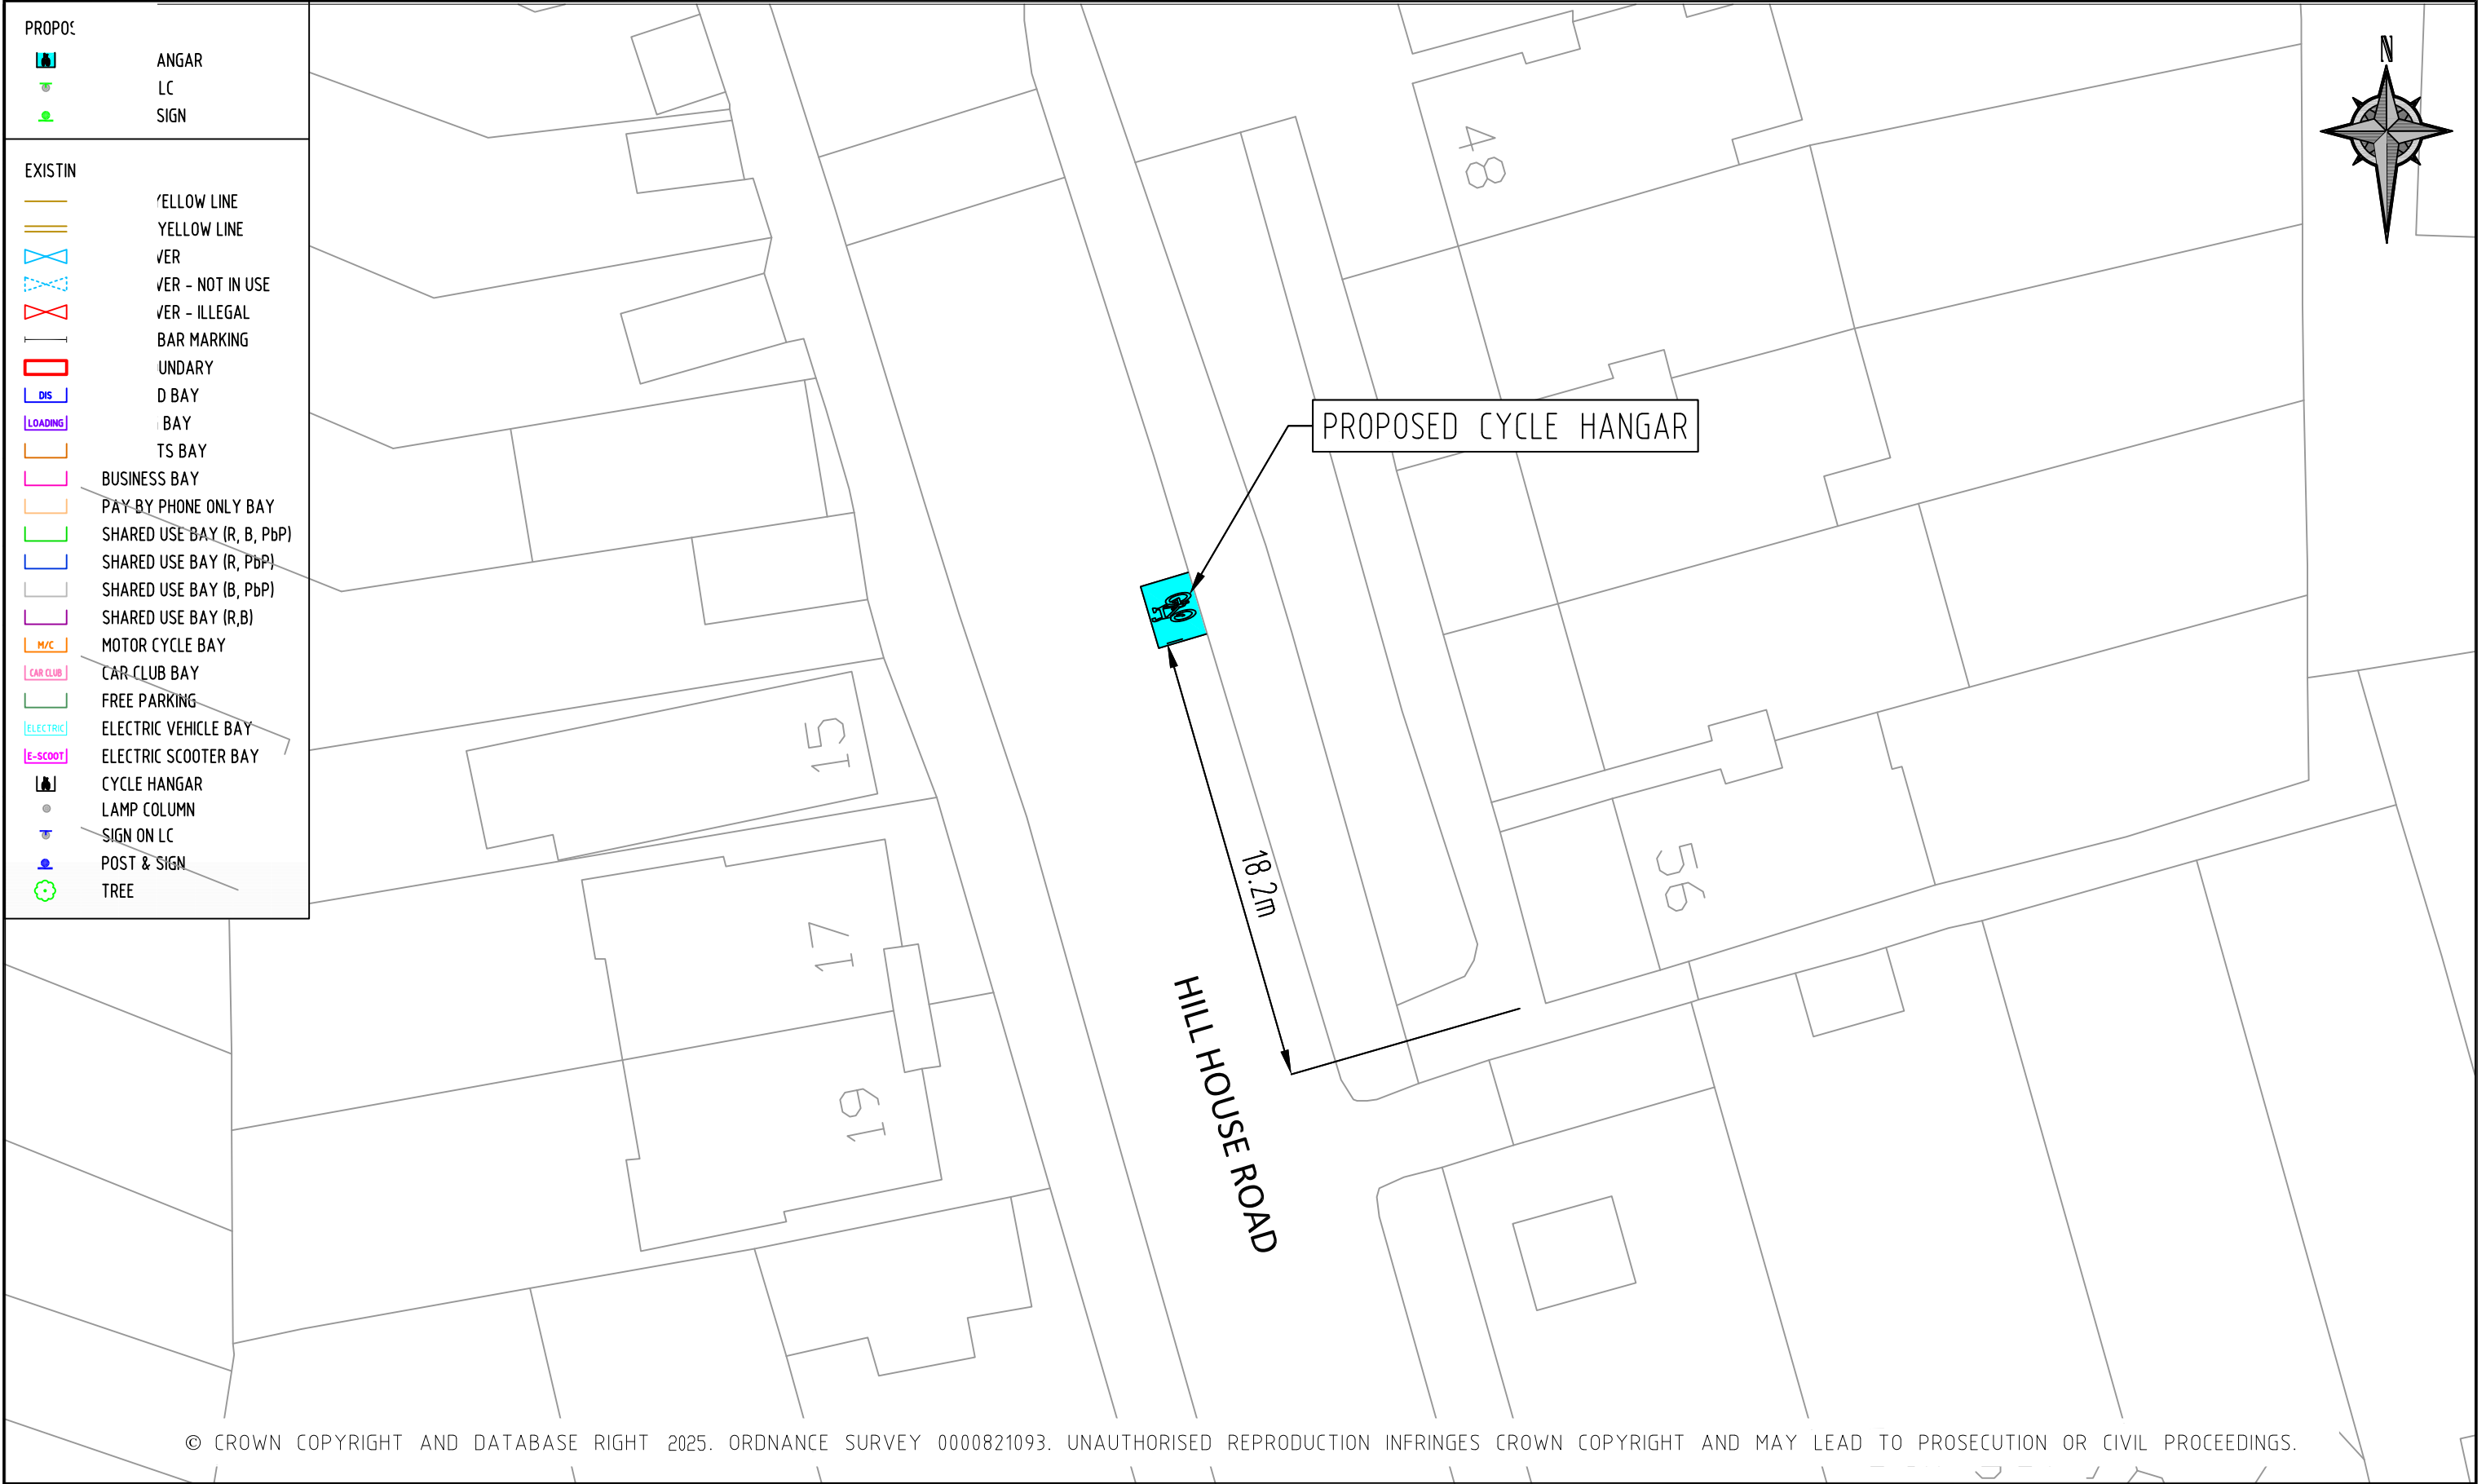 ANGAR
LC
SIGN
YELLOW LINE
YELLOW LINE
VER
VER - NOT IN USE
VER - ILLEGAL
BAR MARKING
UNDARY
DIS D BAY
LOADING BAY
TS BAY
BUSINESS BAY
PAY BY PHONE ONLY BAY
SHARED USE BAY (R, B, PbP)
SHARED USE BAY (R, PbP)
SHARED USE BAY (B, PbP)
SHARED USE BAY (R,B)
M/C MOTOR CYCLE BAY
CAR CLUB CAR CLUB BAY
FREE PARKING
ELECTRIC ELECTRIC VEHICLE BAY
E-SCOOT ELECTRIC SCOOTER BAY
CYCLE HANGAR
LAMP COLUMN
SIGN ON LC
POST & SIGN
TREE
N
48
PROPOSED CYCLE HANGAR
15
18.2m
56
17
HILL HOUSE ROAD
19
© CROWN COPYRIGHT AND DATABASE RIGHT 2025. ORDNANCE SURVEY 0000821093. UNAUTHORISED REPRODUCTION INFRINGES CROWN COPYRIGHT AND MAY LEAD TO PROSECUTION OR CIVIL PROCEEDINGS.